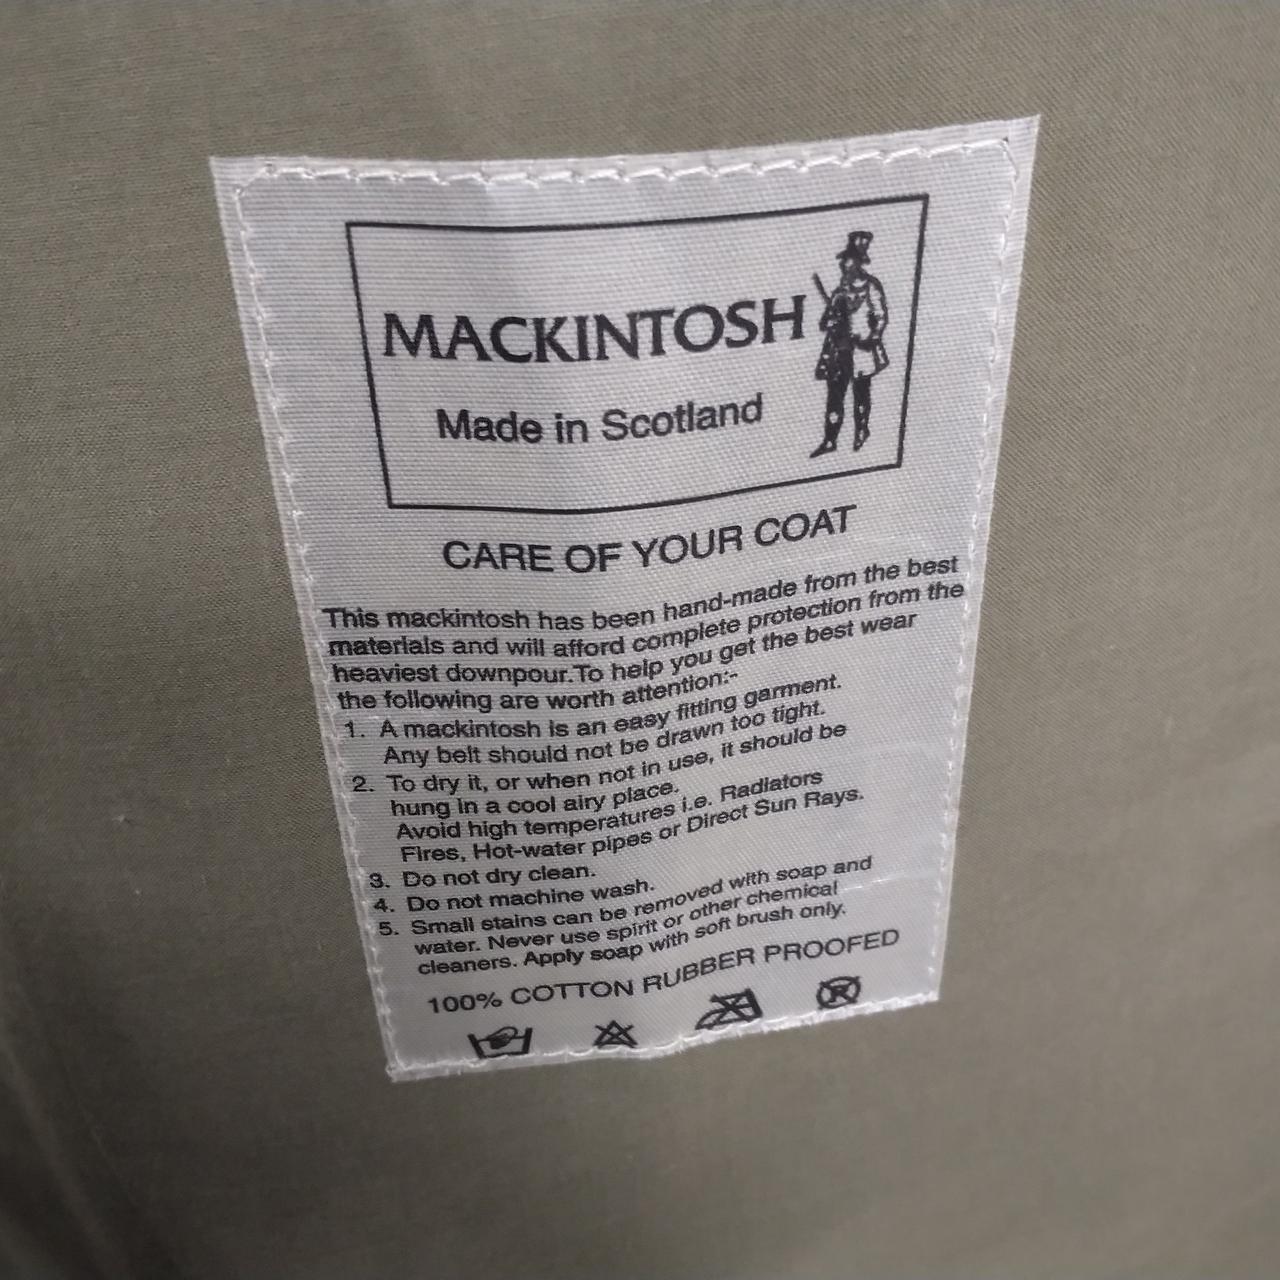 MACKINTOSH
Made in Scotland
CARE OF YOUR COAT
This mackintosh has been hand-made from the best
materials and will afford complete protection from the
heaviest downpour.To help you get the best wear
the following are worth attention:-
1. A mackintosh is an easy fitting garment.
Any belt should not be drawn too tight.
2. To dry it, or when not in use, it should be
hung in a cool airy place.
Avoid high temperatures i.e. Radiators
Fires, Hot-water pipes or Direct Sun Rays.
3. Do not dry clean.
4. Do not machine wash.
5. Small stains can be removed with soap and
water. Never use spirit or other chemical
cleaners. Apply soap with soft brush only.
100% COTTON RUBBER PROOFED